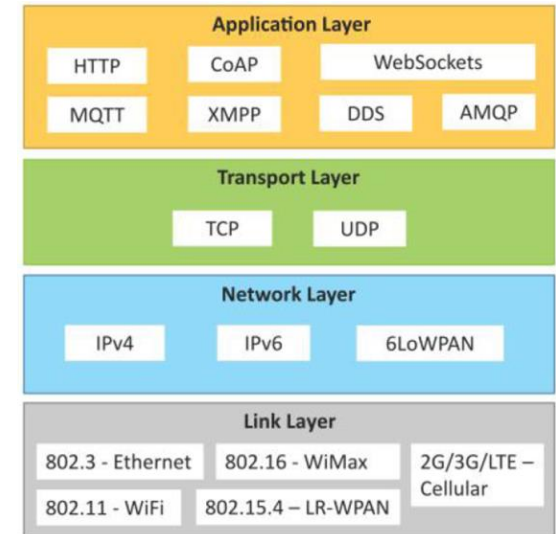 Application Layer
HTTP
CoAP
WebSockets
MQTT
XMPP
DDS
AMQP
Transport Layer
TCP
UDP
Network Layer
IPv4
IPv6
6LoWPAN
Link Layer
802.3 - Ethernet
802.16 - WiMax
2G/3G/LTE –
Cellular
802.11 - WiFi
802.15.4 – LR-WPAN